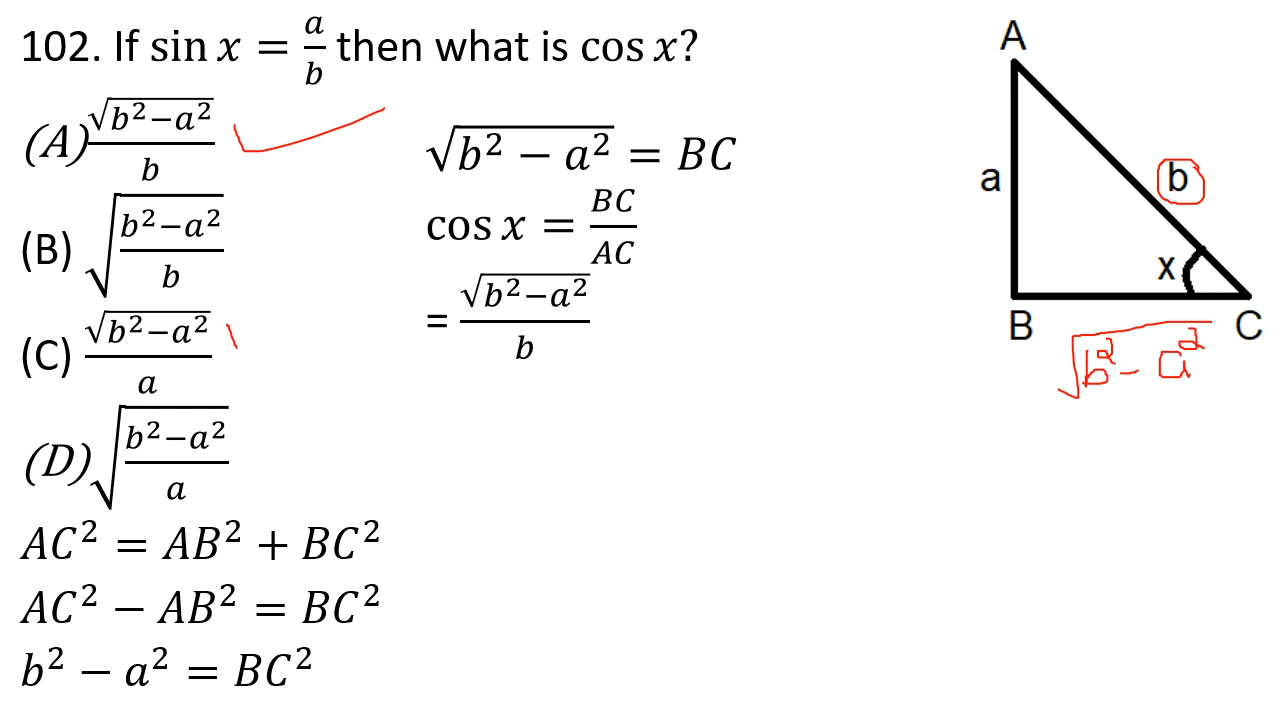 102. If sin x = a/b then what is cos x?
(A) √(b² − a²)/b
(B) √((b² − a²)/b)
(C) √(b² − a²)/a
(D) √((b² − a²)/a)
AC² = AB² + BC²
AC² − AB² = BC²
b² − a² = BC²
√(b² − a²) = BC
cos x = BC/AC
= √(b² − a²)/b
A
a
b
x
B
C
√(b² − a²)